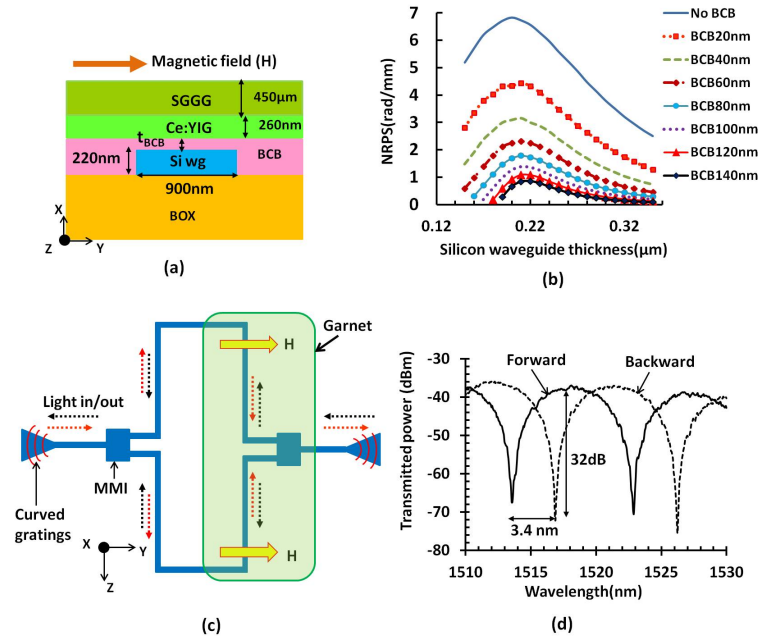 Magnetic field (H)
SGGG
450μm
Ce:YIG
260nm
tBCB
220nm
Si wg
BCB
900nm
BOX
X
Z
Y
(a)
NRPS(rad/mm)
7
6
5
4
3
2
1
0
0.12
0.22
0.32
Silicon waveguide thickness(μm)
No BCB
BCB20nm
BCB40nm
BCB60nm
BCB80nm
BCB100nm
BCB120nm
BCB140nm
(b)
Garnet
H
Light in/out
MMI
Curved
gratings
H
X
Y
Z
(c)
Transmitted power (dBm)
-30
-40
-50
-60
-70
-80
Forward
Backward
32dB
3.4 nm
1510
1515
1520
1525
1530
Wavelength(nm)
(d)